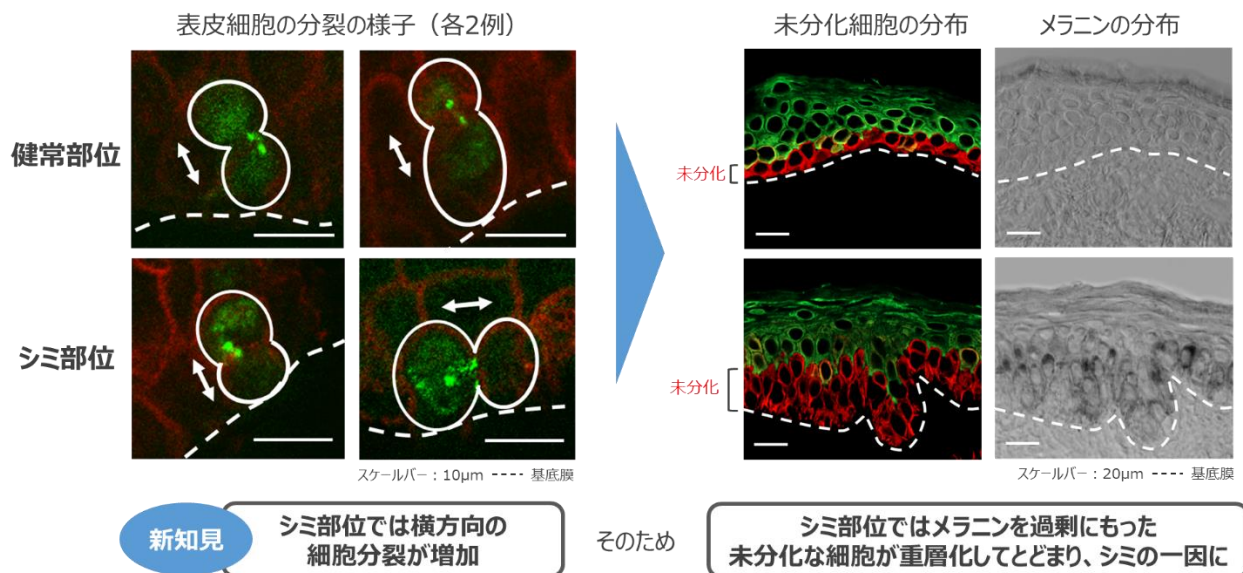 表皮細胞の分裂の様子（各2例）
未分化細胞の分布
メラニンの分布
健常部位
未分化
シミ部位
未分化
スケールバー：10μm ---- 基底膜
スケールバー：20μm ---- 基底膜
新知見
シミ部位では横方向の
細胞分裂が増加
そのため
シミ部位ではメラニンを過剰にもった
未分化な細胞が重層化してとどまり、シミの一因に